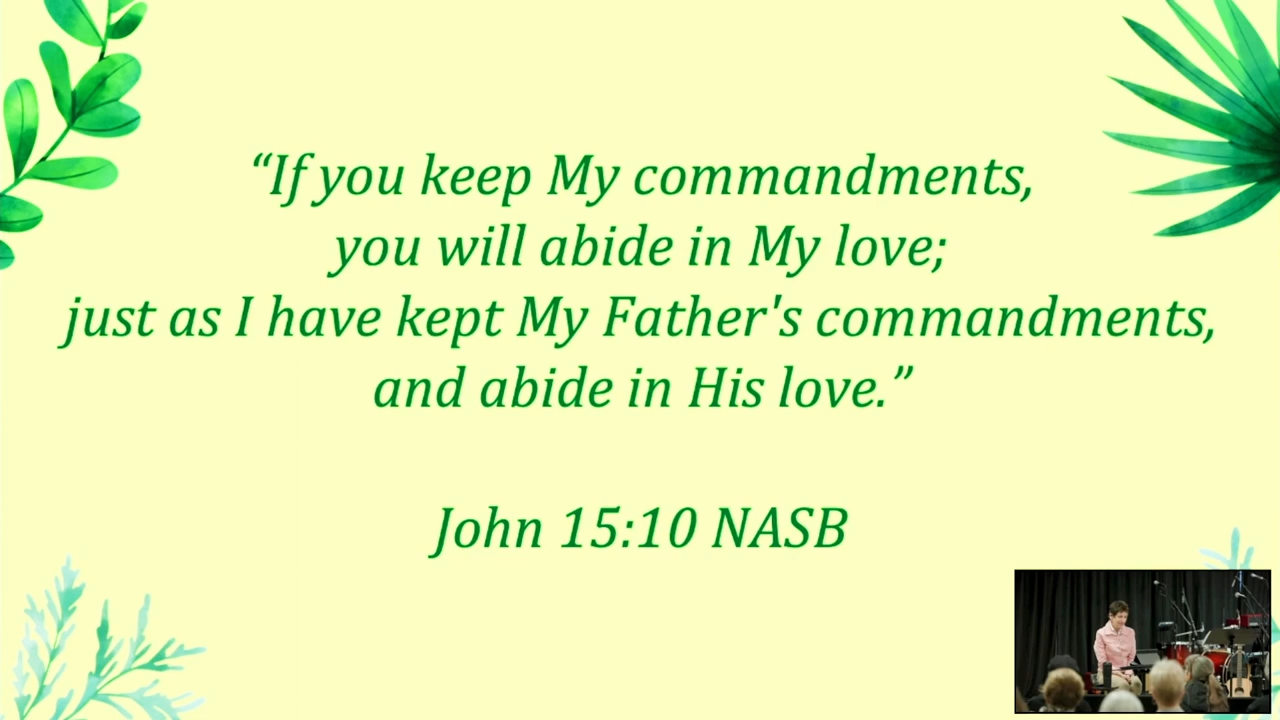 “If you keep My commandments,
you will abide in My love;
just as I have kept My Father's commandments,
and abide in His love.”
John 15:10 NASB